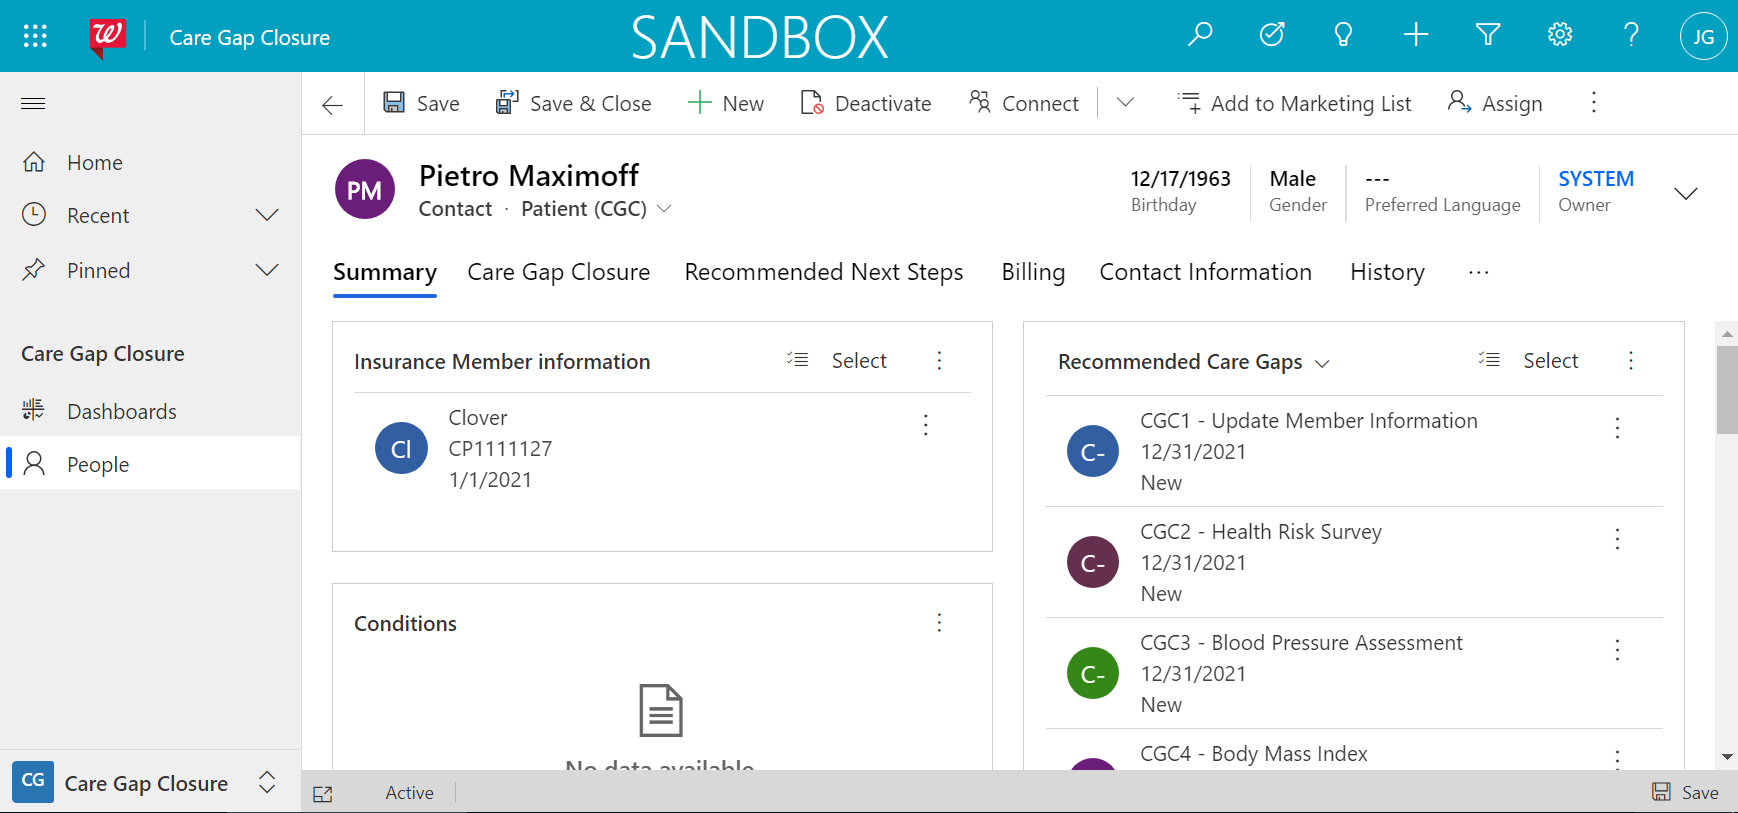 Care Gap Closure
SANDBOX
JG
Home
Recent
Pinned
Care Gap Closure
Dashboards
People
CG
Care Gap Closure
Save
Save & Close
New
Deactivate
Connect
Add to Marketing List
Assign
PM
Pietro Maximoff
Contact · Patient (CGC)
12/17/1963
Birthday
Male
Gender
---
Preferred Language
SYSTEM
Owner
Summary
Care Gap Closure
Recommended Next Steps
Billing
Contact Information
History
...
Insurance Member information
Select
Cl
Clover
CP1111127
1/1/2021
Conditions
No data available
Recommended Care Gaps
Select
C-
CGC1 - Update Member Information
12/31/2021
New
C-
CGC2 - Health Risk Survey
12/31/2021
New
C-
CGC3 - Blood Pressure Assessment
12/31/2021
New
CGC4 - Body Mass Index
Active
Save